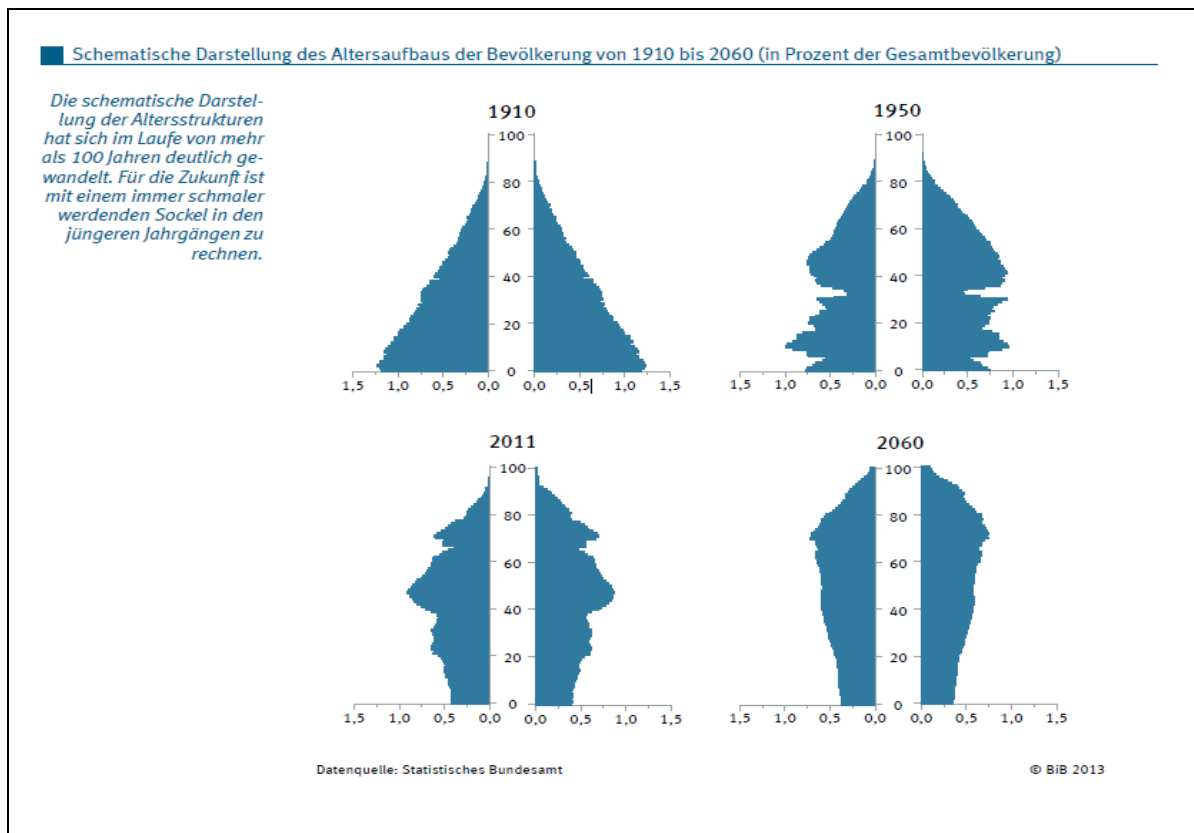 Schematische Darstellung des Altersaufbaus der Bevölkerung von 1910 bis 2060 (in Prozent der Gesamtbevölkerung)
Die schematische Darstel-
lung der Altersstrukturen
hat sich im Laufe von mehr
als 100 Jahren deutlich ge-
wandelt. Für die Zukunft ist
mit einem immer schmaler
werdenden Sockel in den
jüngeren Jahrgängen zu
rechnen.
1910
100
80
60
40
20
0
1,5 1,0 0,5 0,0 0,0 0,5 1,0 1,5
1950
100
80
60
40
20
0
1,5 1,0 0,5 0,0 0,0 0,5 1,0 1,5
2011
100
80
60
40
20
0
1,5 1,0 0,5 0,0 0,0 0,5 1,0 1,5
2060
100
80
60
40
20
0
1,5 1,0 0,5 0,0 0,0 0,5 1,0 1,5
Datenquelle: Statistisches Bundesamt
© BiB 2013